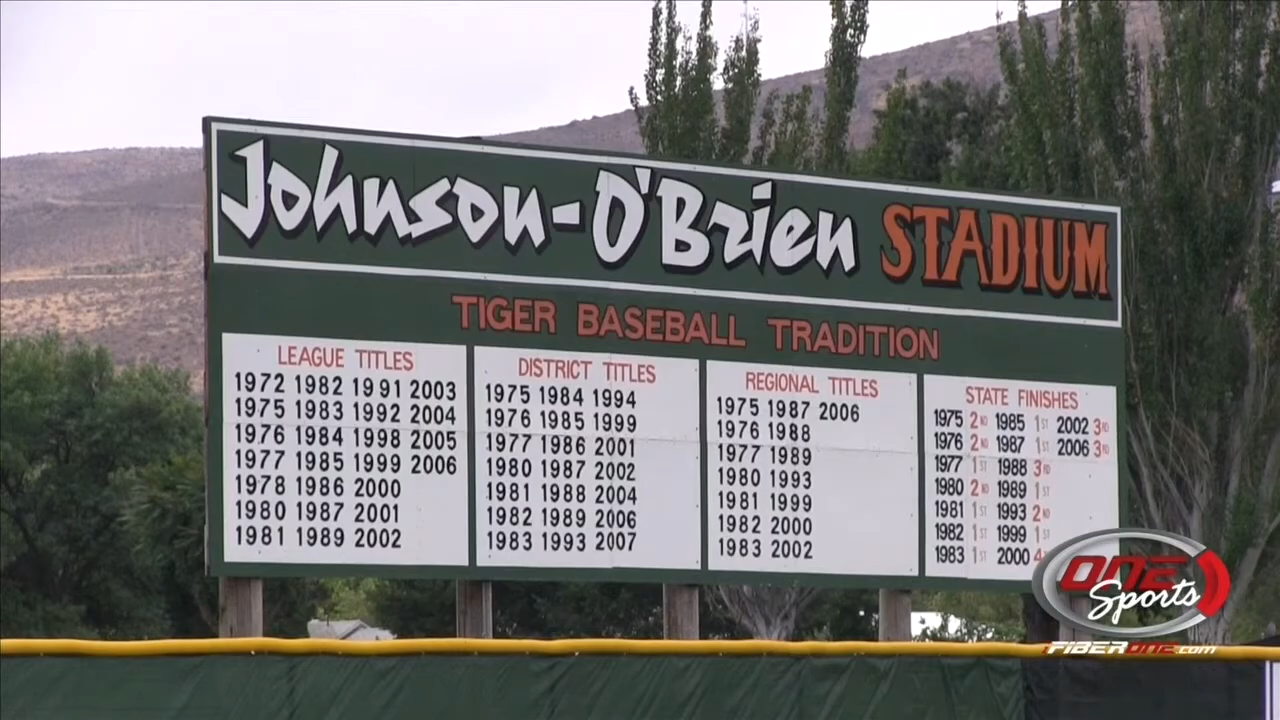 Johnson-O'Brien STADIUM
TIGER BASEBALL TRADITION
LEAGUE TITLES
1972 1982 1991 2003
1975 1983 1992 2004
1976 1984 1998 2005
1977 1985 1999 2006
1978 1986 2000
1980 1987 2001
1981 1989 2002
DISTRICT TITLES
1975 1984 1994
1976 1985 1999
1977 1986 2001
1980 1987 2002
1981 1988 2004
1982 1989 2006
1983 1993 2007
REGIONAL TITLES
1975 1987 2006
1976 1988
1977 1989
1980 1993
1981 1999
1982 2000
1983 2002
STATE FINISHES
1975 2ND 1985 1ST 2002 3RD
1976 2ND 1987 1ST 2006 3RD
1977 1ST 1988 3RD
1980 2ND 1989 1ST
1981 1ST 1993 2ND
1982 1ST 1999 1ST
1983 1ST 2000 4
ONE
Sports
iFIBERONE.com